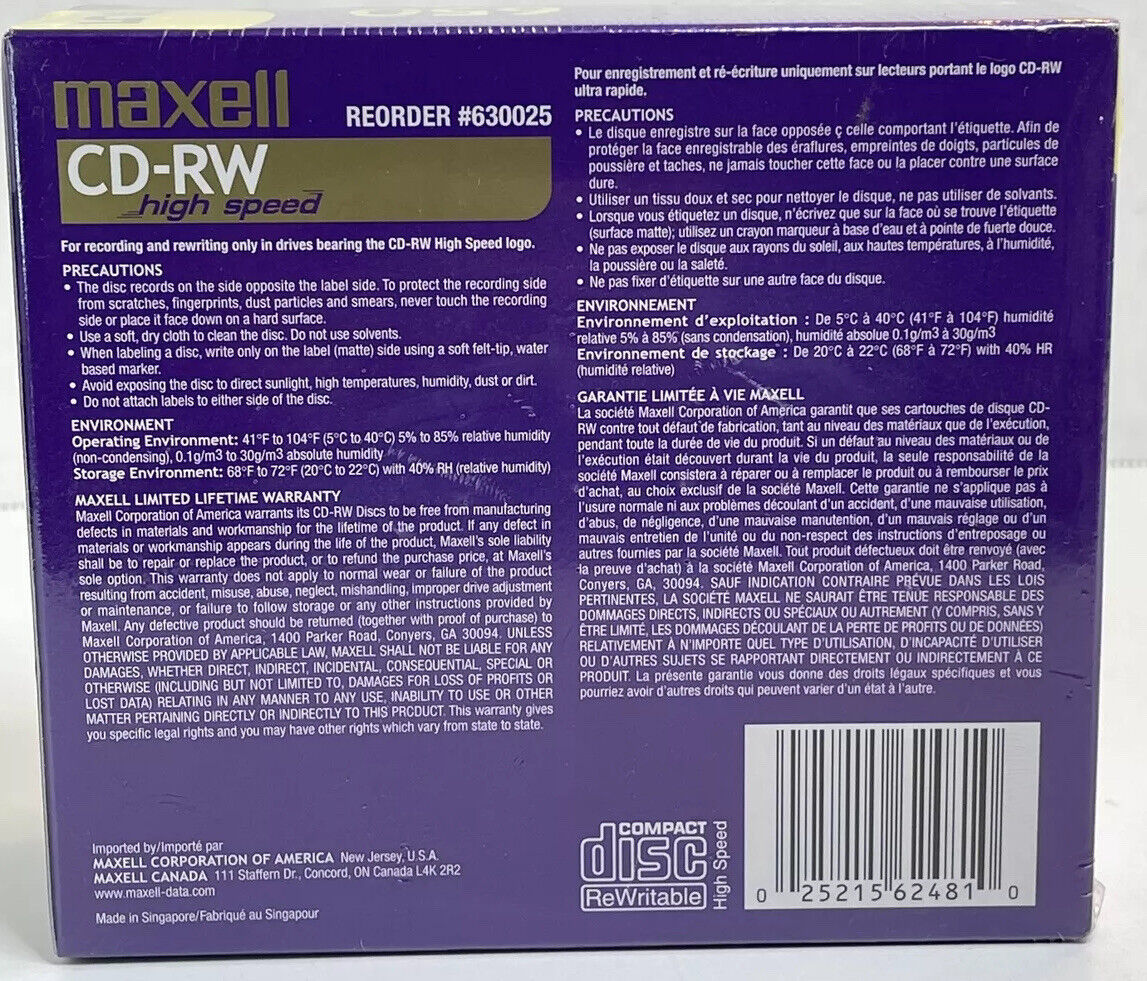 maxell
REORDER #630025
CD-RW
high speed
For recording and rewriting only in drives bearing the CD-RW High Speed logo.
PRECAUTIONS
• The disc records on the side opposite the label side. To protect the recording side
from scratches, fingerprints, dust particles and smears, never touch the recording
side or place it face down on a hard surface.
• Use a soft, dry cloth to clean the disc. Do not use solvents.
• When labeling a disc, write only on the label (matte) side using a soft felt-tip, water
based marker.
• Avoid exposing the disc to direct sunlight, high temperatures, humidity, dust or dirt.
• Do not attach labels to either side of the disc.
ENVIRONMENT
Operating Environment: 41°F to 104°F (5°C to 40°C) 5% to 85% relative humidity
(non-condensing), 0.1g/m3 to 30g/m3 absolute humidity
Storage Environment: 68°F to 72°F (20°C to 22°C) with 40% RH (relative humidity)
MAXELL LIMITED LIFETIME WARRANTY
Maxell Corporation of America warrants its CD-RW Discs to be free from manufacturing
defects in materials and workmanship for the lifetime of the product. If any defect in
materials or workmanship appears during the life of the product, Maxell's sole liability
shall be to repair or replace the product, or to refund the purchase price, at Maxell's
sole option. This warranty does not apply to normal wear or failure of the product
resulting from accident, misuse, abuse, neglect, mishandling, improper drive adjustment
or maintenance, or failure to follow storage or any other instructions provided by
Maxell. Any defective product should be returned (together with proof of purchase) to
Maxell Corporation of America, 1400 Parker Road, Conyers, GA 30094. UNLESS
OTHERWISE PROVIDED BY APPLICABLE LAW, MAXELL SHALL NOT BE LIABLE FOR ANY
DAMAGES, WHETHER DIRECT, INDIRECT, INCIDENTAL, CONSEQUENTIAL, SPECIAL OR
OTHERWISE (INCLUDING BUT NOT LIMITED TO, DAMAGES FOR LOSS OF PROFITS OR
LOST DATA) RELATING IN ANY MANNER TO ANY USE, INABILITY TO USE OR OTHER
MATTER PERTAINING DIRECTLY OR INDIRECTLY TO THIS PRCDUCT. This warranty gives
you specific legal rights and you may have other rights which vary from state to state.
Imported by/Importé par
MAXELL CORPORATION OF AMERICA New Jersey, U.S.A.
MAXELL CANADA 111 Staffern Dr., Concord, ON Canada L4K 2R2
www.maxell-data.com
Made in Singapore/Fabriqué au Singapour
Pour enregistrement et ré-écriture uniquement sur lecteurs portant le logo CD-RW
ultra rapide.
PRECAUTIONS
• Le disque enregistre sur la face opposée ç celle comportant l'étiquette. Afin de
protéger la face enregistrable des éraflures, empreintes de doigts, particules de
poussière et taches, ne jamais toucher cette face ou la placer contre une surface
dure.
• Utiliser un tissu doux et sec pour nettoyer le disque, ne pas utiliser de solvants.
• Lorsque vous étiquetez un disque, n'écrivez que sur la face où se trouve l'étiquette
(surface matte); utilisez un crayon marqueur à base d'eau et à pointe de fuerte douce.
• Ne pas exposer le disque aux rayons du soleil, aux hautes températures, à l'humidité,
la poussière ou la saleté.
• Ne pas fixer d'étiquette sur une autre face du disque.
ENVIRONNEMENT
Environnement d'exploitation : De 5°C à 40°C (41°F à 104°F) humidité
relative 5% à 85% (sans condensation), humidité absolue 0.1g/m3 à 30g/m3
Environnement de stockage : De 20°C à 22°C (68°F à 72°F) with 40% HR
(humidité relative)
GARANTIE LIMITÉE À VIE MAXELL
La société Maxell Corporation of America garantit que ses cartouches de disque CD-
RW contre tout défaut de fabrication, tant au niveau des matériaux que de l'exécution,
pendant toute la durée de vie du produit. Si un défaut au niveau des matériaux ou de
l'exécution était découvert durant la vie du produit, la seule responsabilité de la
société Maxell consistera à réparer ou à remplacer le produit ou à rembourser le prix
d'achat, au choix exclusif de la société Maxell. Cette garantie ne s'applique pas à
l'usure normale ni aux problèmes découlant d'un accident, d'une mauvaise utilisation,
d'abus, de négligence, d'une mauvaise manutention, d'un mauvais réglage ou d'un
mauvais entretien de l'unité ou du non-respect des instructions d'entreposage ou
autres fournies par la société Maxell. Tout produit défectueux doit être renvoyé (avec
la preuve d'achat) à la société Maxell Corporation of America, 1400 Parker Road,
Conyers, GA, 30094. SAUF INDICATION CONTRAIRE PRÉVUE DANS LES LOIS
PERTINENTES, LA SOCIÉTÉ MAXELL NE SAURAIT ÊTRE TENUE RESPONSABLE DES
DOMMAGES DIRECTS, INDIRECTS OU SPÉCIAUX OU AUTREMENT (Y COMPRIS, SANS Y
ÊTRE LIMITÉ, LES DOMMAGES DÉCOULANT DE LA PERTE DE PROFITS OU DE DONNÉES)
RELATIVEMENT À N'IMPORTE QUEL TYPE D'UTILISATION, D'INCAPACITÉ D'UTILISER
OU D'AUTRES SUJETS SE RAPPORTANT DIRECTEMENT OU INDIRECTEMENT À CE
PRODUIT. La présente garantie vous donne des droits légaux spécifiques et vous
pourriez avoir d'autres droits qui peuvent varier d'un état à l'autre.
COMPACT
disc
ReWritable
High Speed
0 25215 62481 0